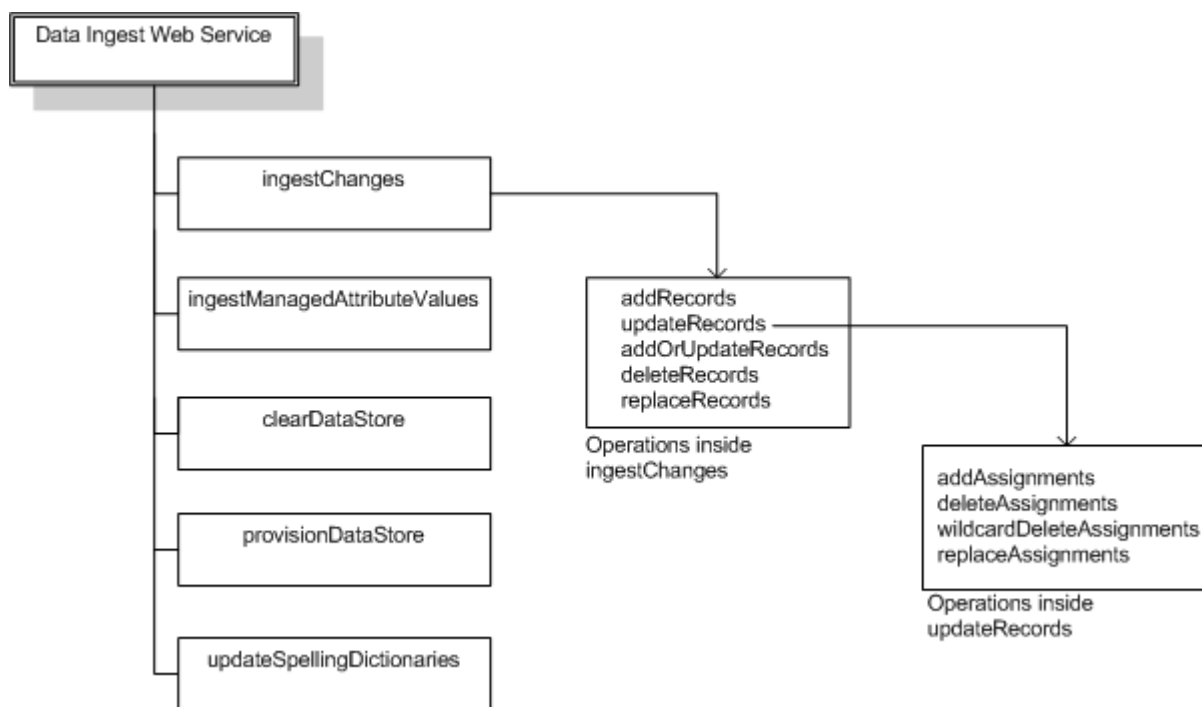 Data Ingest Web Service
ingestChanges
ingestManagedAttributeValues
clearDataStore
provisionDataStore
updateSpellingDictionaries
addRecords
updateRecords
addOrUpdateRecords
deleteRecords
replaceRecords
Operations inside
ingestChanges
addAssignments
deleteAssignments
wildcardDeleteAssignments
replaceAssignments
Operations inside
updateRecords